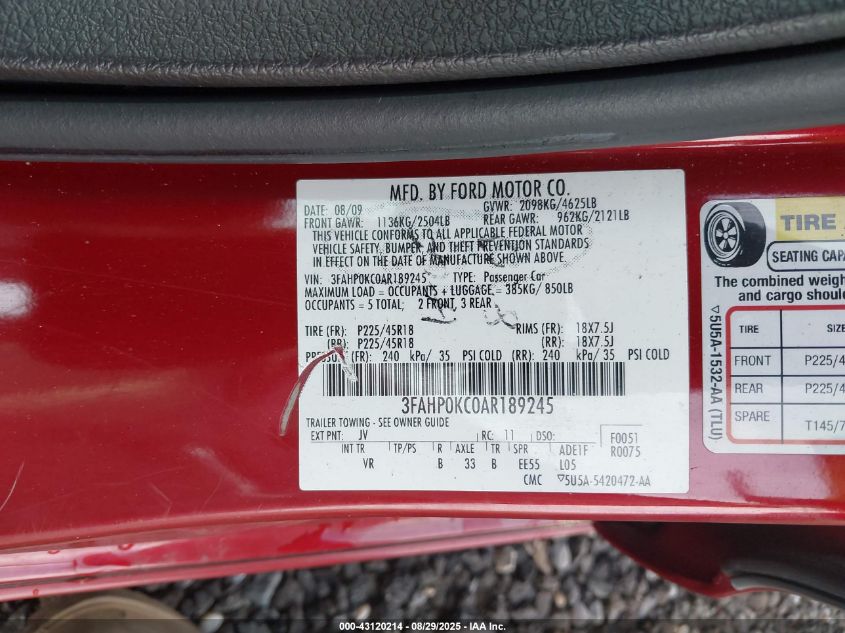 MFD. BY FORD MOTOR CO.
DATE: 08/09 GVWR: 2098KG/4625LB
FRONT GAWR: 1136KG/2504LB REAR GAWR: 962KG/2121LB
THIS VEHICLE CONFORMS TO ALL APPLICABLE FEDERAL MOTOR
VEHICLE SAFETY, BUMPER, AND THEFT PREVENTION STANDARDS
IN EFFECT ON THE DATE OF MANUFACTURE SHOWN ABOVE.
VIN: 3FAHP0KC0AR189245 TYPE: Passenger Car
MAXIMUM LOAD = OCCUPANTS + LUGGAGE = 385KG/ 850LB
OCCUPANTS = 5 TOTAL; 2 FRONT, 3 REAR
TIRE (FR): P225/45R18 RIMS (FR): 18X7.5J
(RR): P225/45R18 (RR): 18X7.5J
(FR): 240 kPa/ 35 PSI COLD (RR): 240 kPa/ 35 PSI COLD
3FAHP0KC0AR189245
TRAILER TOWING - SEE OWNER GUIDE
EXT PNT: JV RC: 11 DSO: F0051
INT TR TP/PS R AXLE TR SPR ADE1F R0075
VR B 33 B EE55 L05
CMC ▽5U5A-5420472-AA
TIRE
SEATING CAPA
The combined weigh
and cargo shoul
TIRE SIZE
FRONT P225/4
REAR P225/4
SPARE T145/7
▽5U5A-1532-AA (TLU)
000-43120214 - 08/29/2025 - IAA Inc.